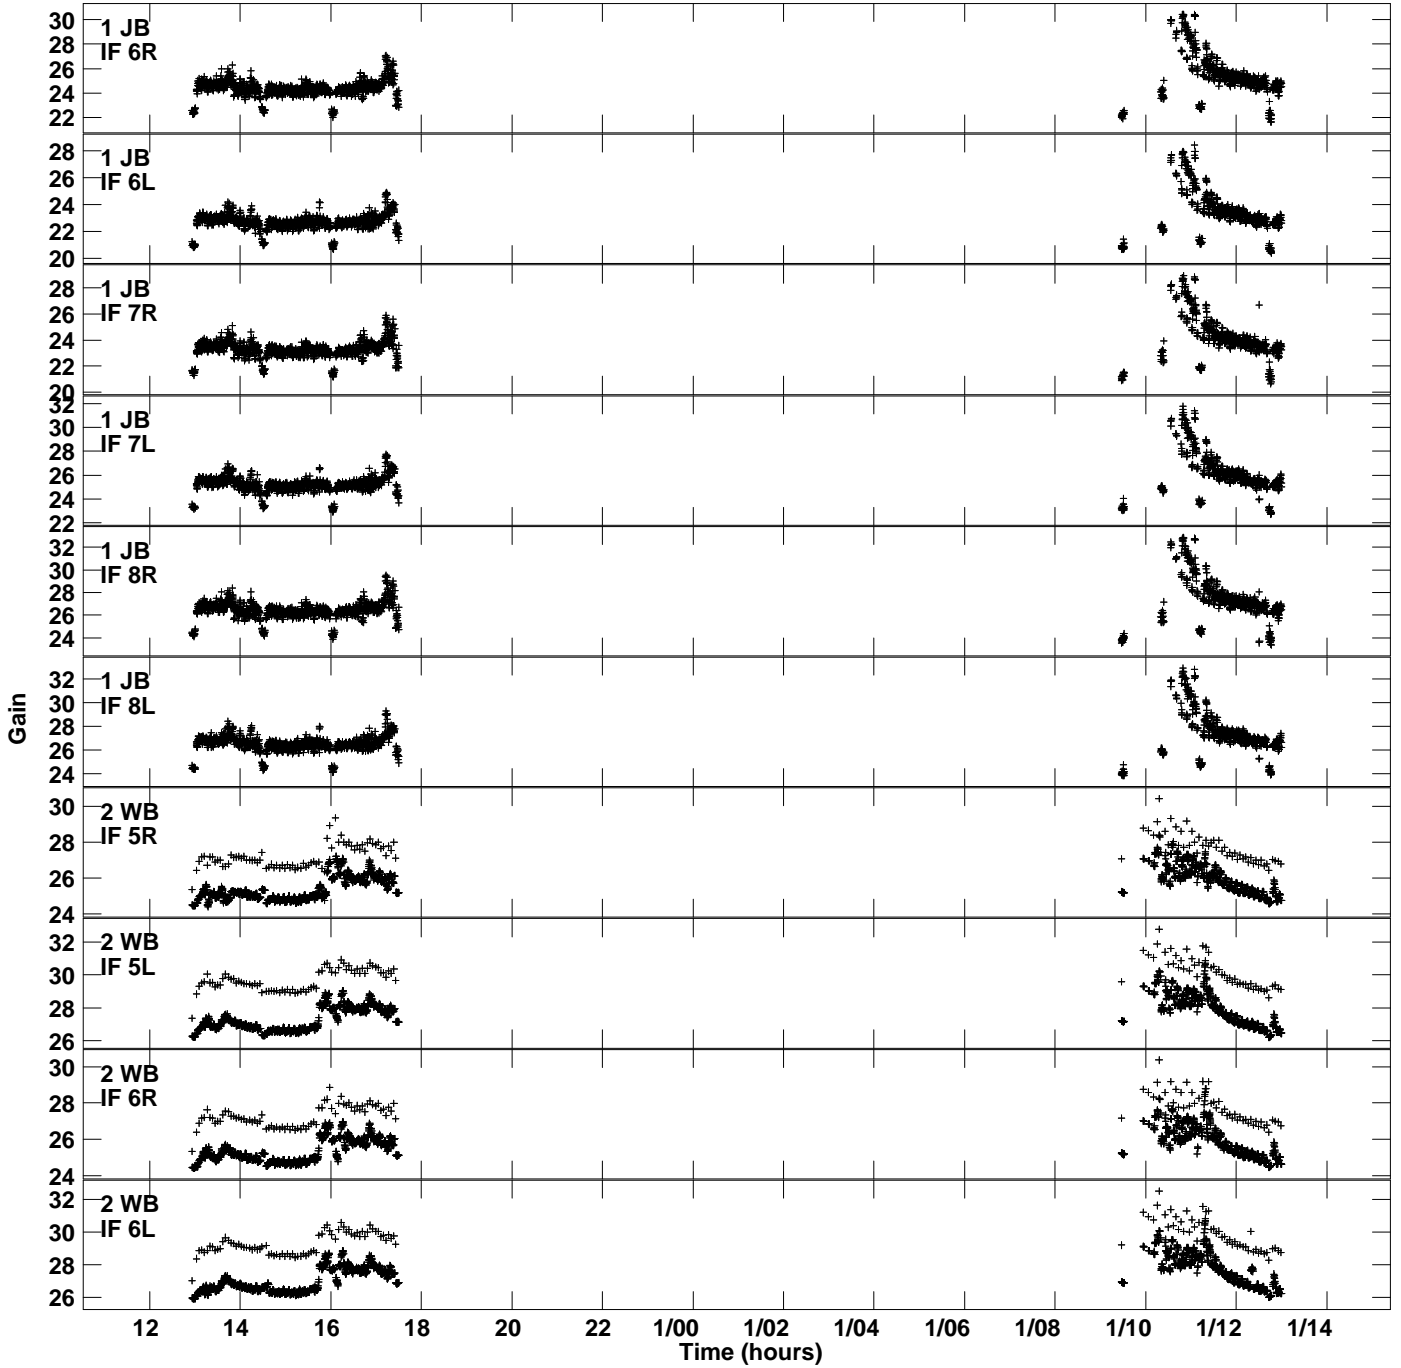 30
28
26
24
22
1 JB
IF 6R
28
26
24
22
20
1 JB
IF 6L
28
26
24
22
20
1 JB
IF 7R
32
30
28
26
24
22
1 JB
IF 7L
32
30
28
26
24
1 JB
IF 8R
32
30
28
26
24
1 JB
IF 8L
30
28
26
24
2 WB
IF 5R
32
30
28
26
2 WB
IF 5L
30
28
26
24
2 WB
IF 6R
32
30
28
26
2 WB
IF 6L
Gain
12 14 16 18 20 22 1/00 1/02 1/04 1/06 1/08 1/10 1/12 1/14
Time (hours)